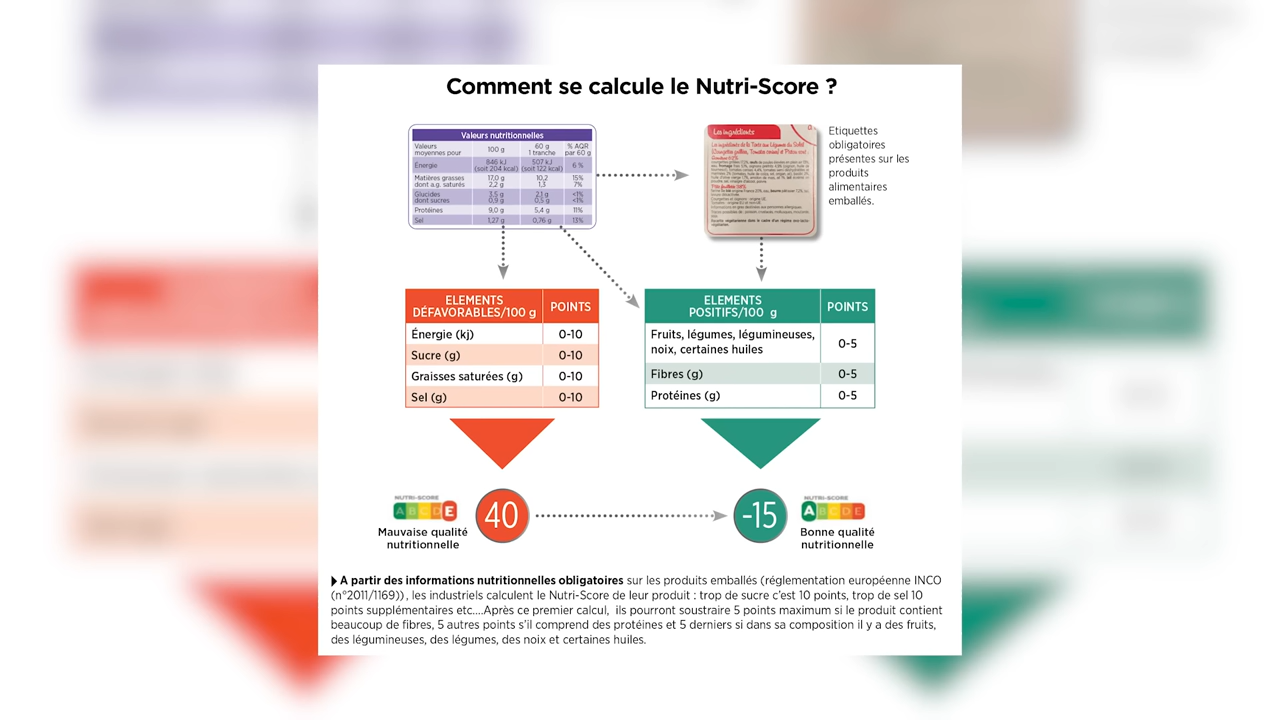 Comment se calcule le Nutri-Score ?
Valeurs nutritionnelles
Valeurs moyennes pour 100 g 60 g 1 tranche % AQR par 60 g
Énergie 846 kJ (soit 204 kcal) 507 kJ (soit 122 kcal) 6 %
Matières grasses 17,0 g 10,2 15%
dont a.g. saturés 2,2 g 1,3 7%
Glucides 3,5 g 2,1 g <1%
dont sucres 0,9 g 0,5 g <1%
Protéines 9,0 g 5,4 g 11%
Sel 1,27 g 0,76 g 13%
Les ingrédients
Etiquettes
obligatoires
présentes sur les
produits
alimentaires
emballés.
ELEMENTS
DÉFAVORABLES/100 g POINTS
Énergie (kj) 0-10
Sucre (g) 0-10
Graisses saturées (g) 0-10
Sel (g) 0-10
ELEMENTS
POSITIFS/100 g POINTS
Fruits, légumes, légumineuses,
noix, certaines huiles 0-5
Fibres (g) 0-5
Protéines (g) 0-5
NUTRI-SCORE
A B C D E
Mauvaise qualité
nutritionnelle
40
-15
NUTRI-SCORE
A B C D E
Bonne qualité
nutritionnelle
A partir des informations nutritionnelles obligatoires sur les produits emballés (réglementation européenne INCO
(n°2011/1169)), les industriels calculent le Nutri-Score de leur produit : trop de sucre c'est 10 points, trop de sel 10
points supplémentaires etc....Après ce premier calcul, ils pourront soustraire 5 points maximum si le produit contient
beaucoup de fibres, 5 autres points s'il comprend des protéines et 5 derniers si dans sa composition il y a des fruits,
des légumineuses, des légumes, des noix et certaines huiles.